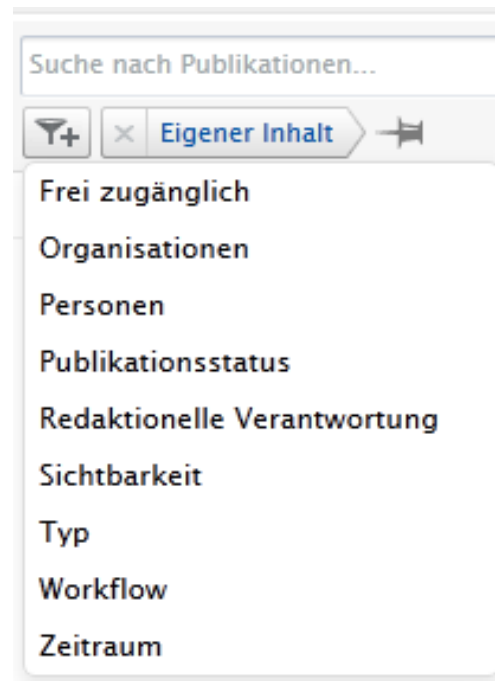 Suche nach Publikationen...
Eigener Inhalt
Frei zugänglich
Organisationen
Personen
Publikationsstatus
Redaktionelle Verantwortung
Sichtbarkeit
Typ
Workflow
Zeitraum